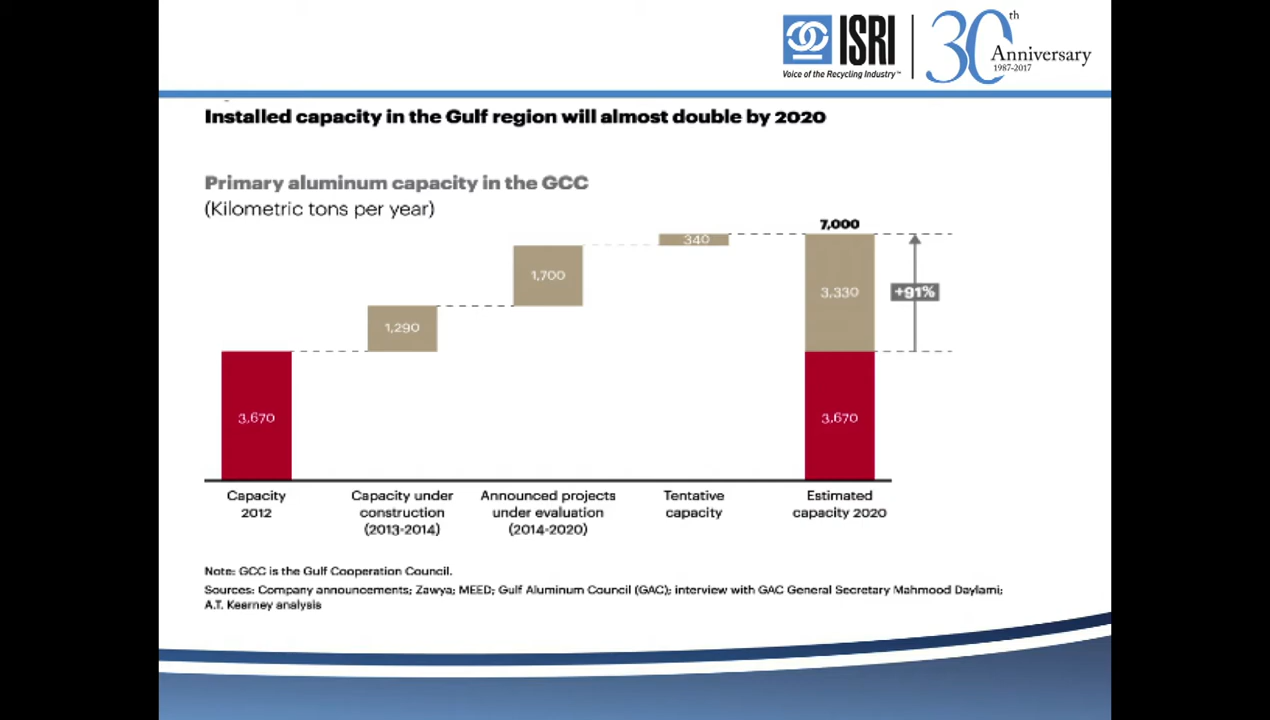 ISRI
Voice of the Recycling Industry™
30th
Anniversary
1987-2017
Installed capacity in the Gulf region will almost double by 2020
Primary aluminum capacity in the GCC
(Kilometric tons per year)
7,000
340
1,700
3,330
+91%
1,290
3,670
3,670
Capacity
2012
Capacity under
construction
(2013-2014)
Announced projects
under evaluation
(2014-2020)
Tentative
capacity
Estimated
capacity 2020
Note: GCC is the Gulf Cooperation Council.
Sources: Company announcements; Zawya; MEED; Gulf Aluminum Council (GAC); interview with GAC General Secretary Mahmood Daylami;
A.T. Kearney analysis